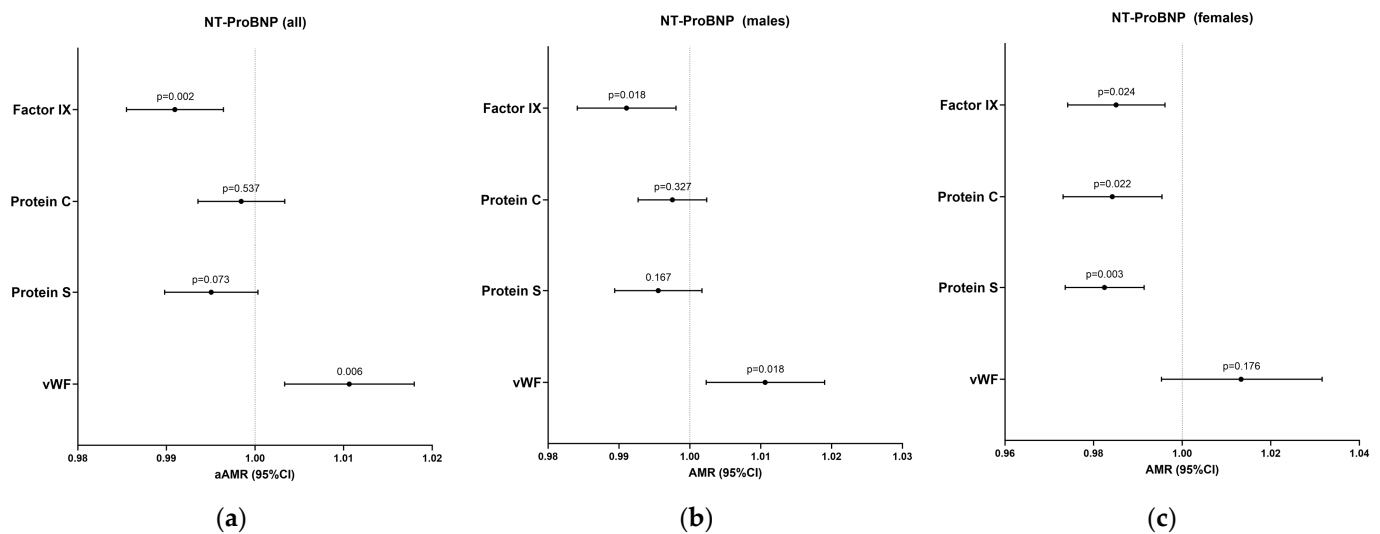 NT-ProBNP (all)
Factor IX
p=0.002
Protein C
p=0.537
Protein S
p=0.073
vWF
0.006
0.98 0.99 1.00 1.01 1.02
aAMR (95%CI)
(a)
NT-ProBNP (males)
Factor IX
p=0.018
Protein C
p=0.327
Protein S
0.167
vWF
p=0.018
0.98 0.99 1.00 1.01 1.02 1.03
AMR (95%CI)
(b)
NT-ProBNP (females)
Factor IX
p=0.024
Protein C
p=0.022
Protein S
p=0.003
vWF
p=0.176
0.96 0.98 1.00 1.02 1.04
AMR (95%CI)
(c)